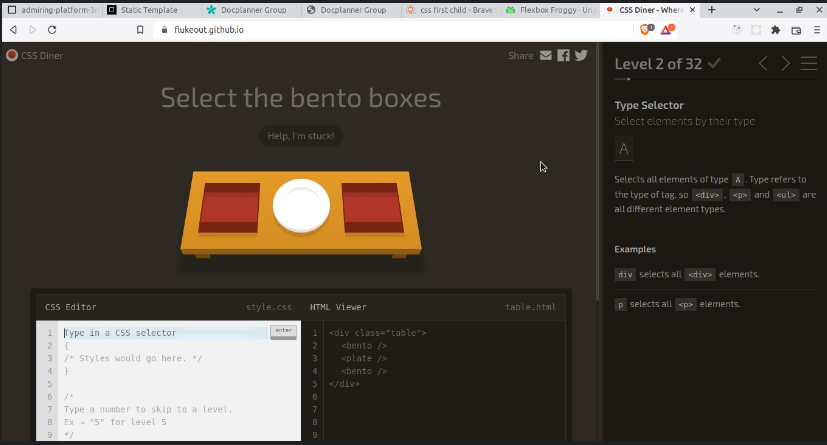 admiring-platform-3
Static Template
Docplanner Group
Docplanner Group
css first child - Brave
Flexbox Froggy - Un
CSS Diner - Where
flukeout.github.io
CSS Diner
Share
Select the bento boxes
Help, I'm stuck!
CSS Editor
style.css
HTML Viewer
table.html
1 Type in a CSS selector
enter
2 {
3 /* Styles would go here. */
4 }
5
6 /*
7 Type a number to skip to a level.
8 Ex → "5" for level 5
9 */
1 <div class="table">
2 <bento />
3 <plate />
4 <bento />
5 </div>
6
7
8
9
Level 2 of 32
Type Selector
Select elements by their type
A
Selects all elements of type A. Type refers to
the type of tag, so <div>, <p> and <ul> are
all different element types.
Examples
div selects all <div> elements.
p selects all <p> elements.